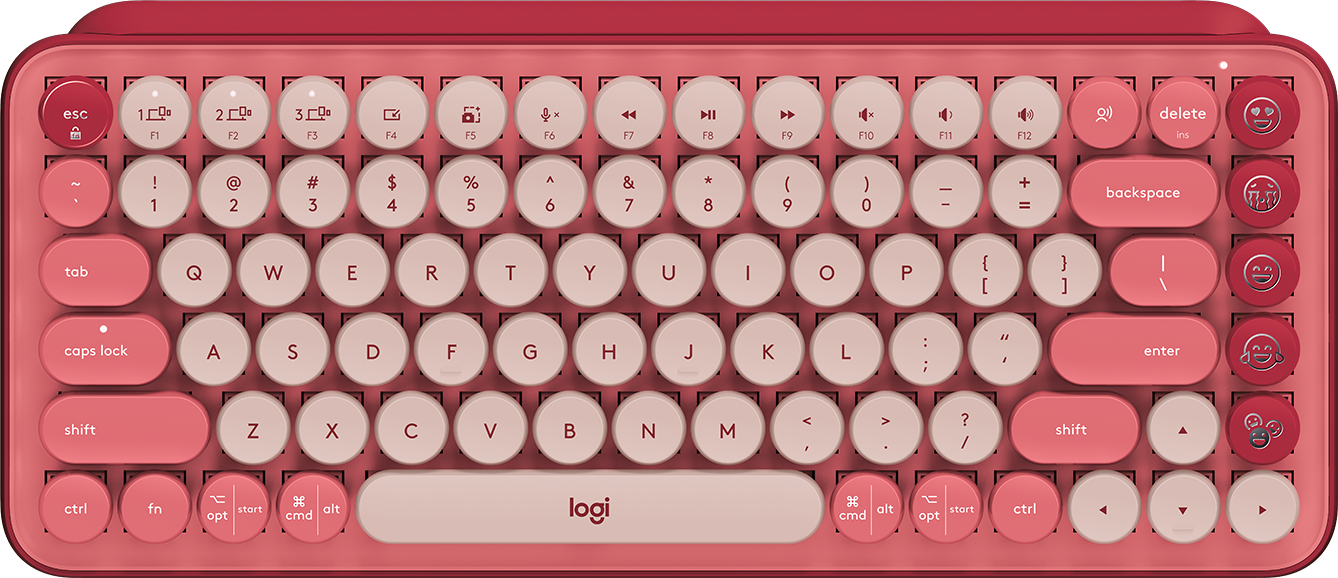 esc 1 F1 2 F2 3 F3 F4 F5 F6 F7 F8 F9 F10 F11 F12 delete ins
~ ` ! 1 @ 2 # 3 $ 4 % 5 ^ 6 & 7 * 8 ( 9 ) 0 _ - + = backspace
tab Q W E R T Y U I O P { [ } ] | \
caps lock A S D F G H J K L : ; “ ‘ enter
shift Z X C V B N M < , > . ? / shift
ctrl fn ⌥ opt start ⌘ cmd alt logi ⌘ cmd alt ⌥ opt start ctrl